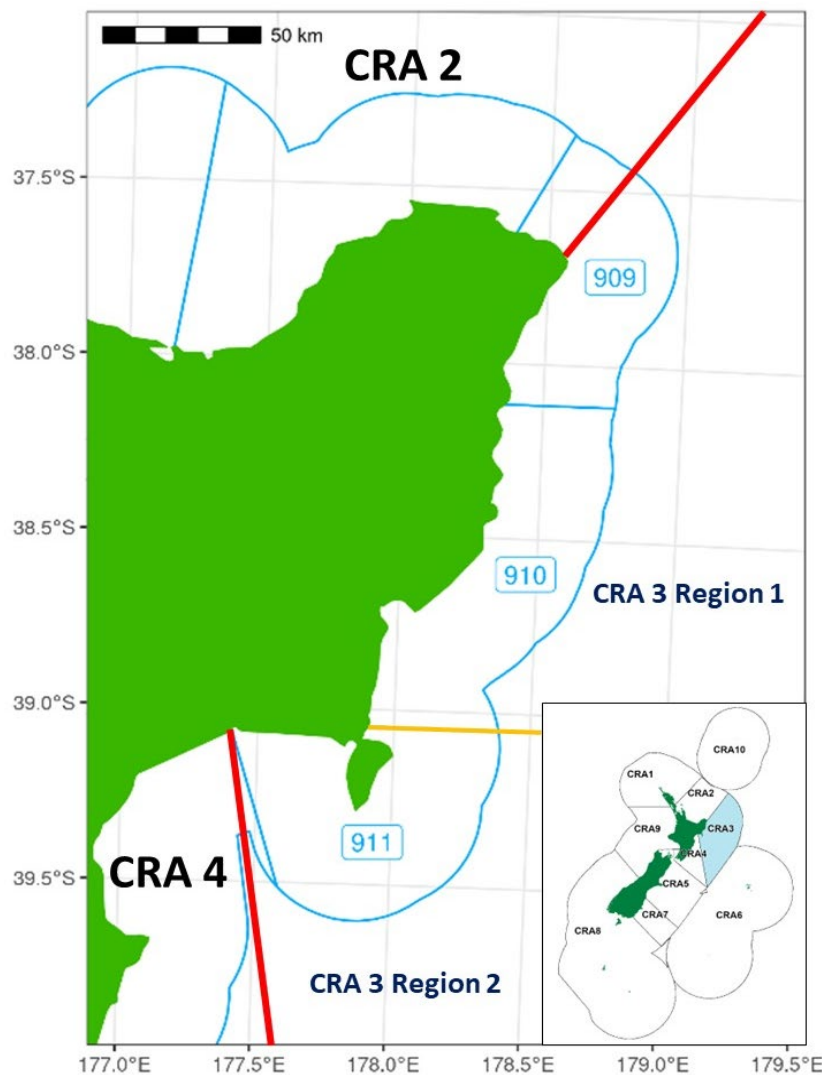 50 km
CRA 2
37.5°S
909
38.0°S
38.5°S
910
CRA 3 Region 1
39.0°S
CRA10
CRA1
CRA2
CRA9
CRA3
CRA4
911
CRA 4
39.5°S
CRA5
CRA7
CRA6
CRA8
CRA 3 Region 2
177.0°E
177.5°E
178.0°E
178.5°E
179.0°E
179.5°E